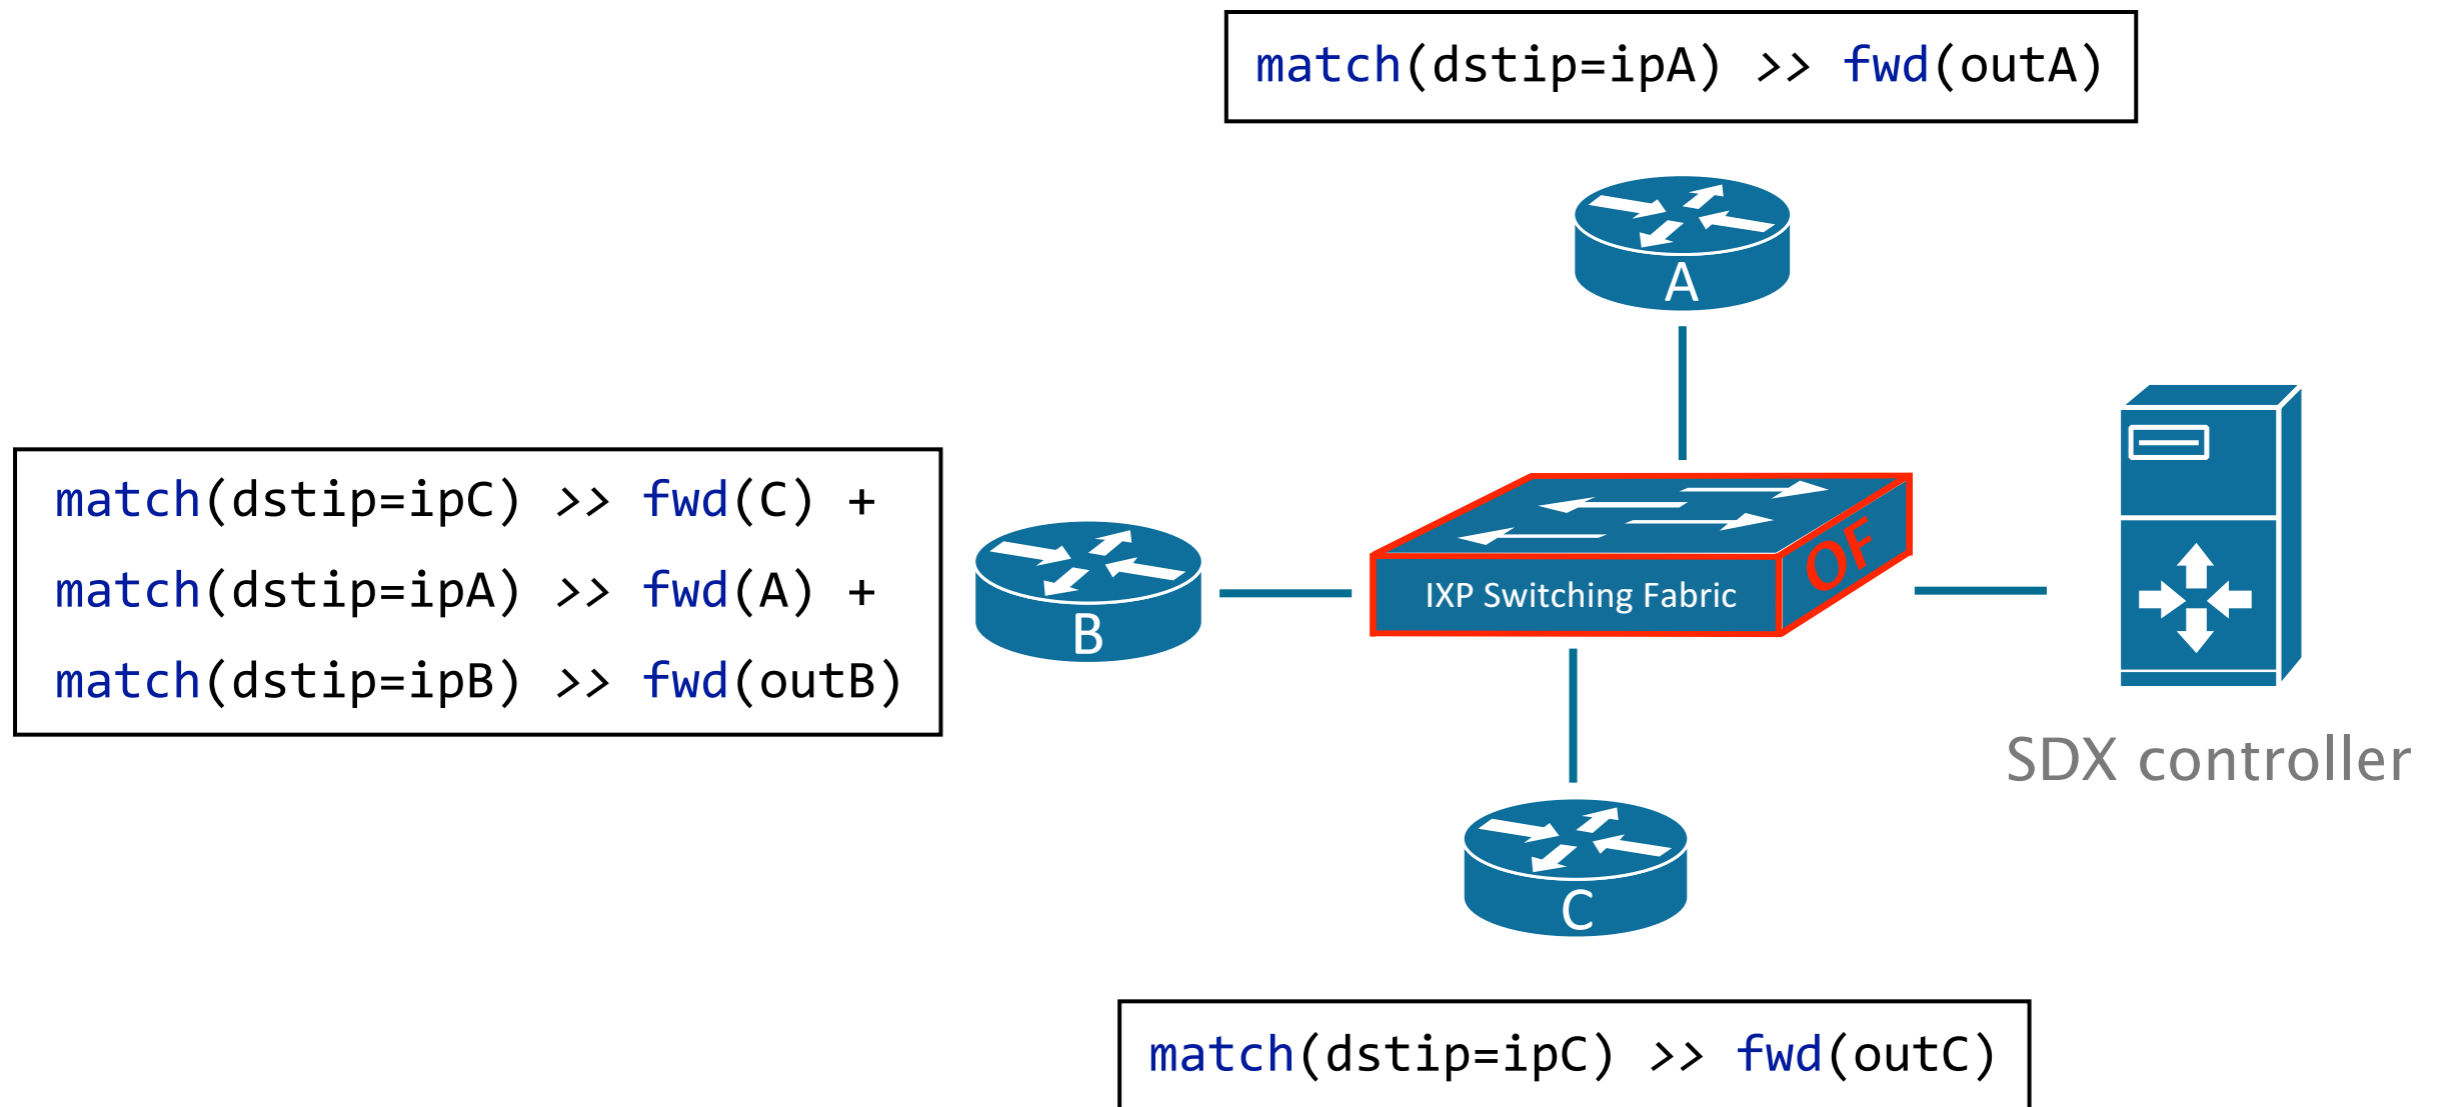 match(dstip=ipA) >> fwd(outA)
A
match(dstip=ipC) >> fwd(C) +
match(dstip=ipA) >> fwd(A) +
match(dstip=ipB) >> fwd(outB)
B
IXP Switching Fabric
OF
SDX controller
C
match(dstip=ipC) >> fwd(outC)